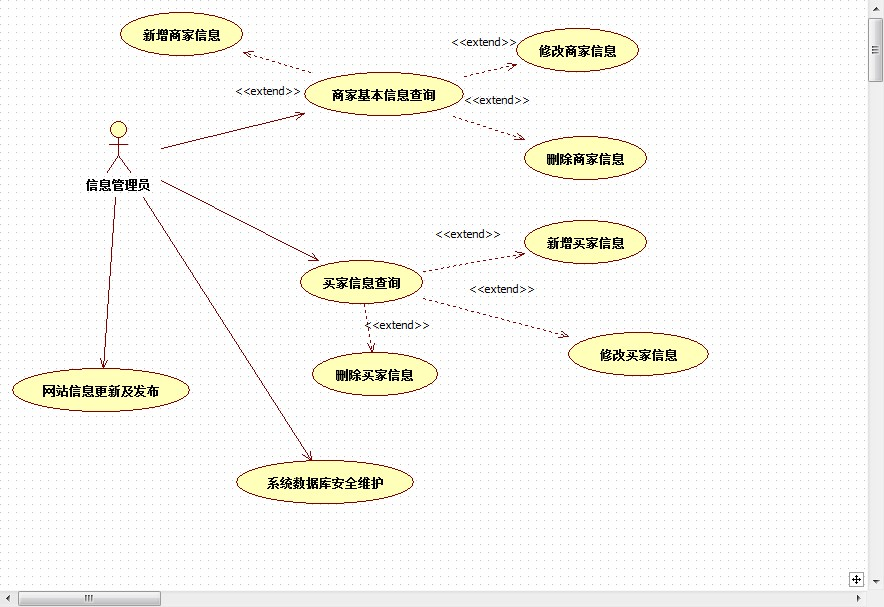 新增商家信息
<<extend>>
修改商家信息
<<extend>>
商家基本信息查询
<<extend>>
删除商家信息
信息管理员
<<extend>>
新增买家信息
买家信息查询
<<extend>>
<<extend>>
修改买家信息
删除买家信息
网站信息更新及发布
系统数据库安全维护